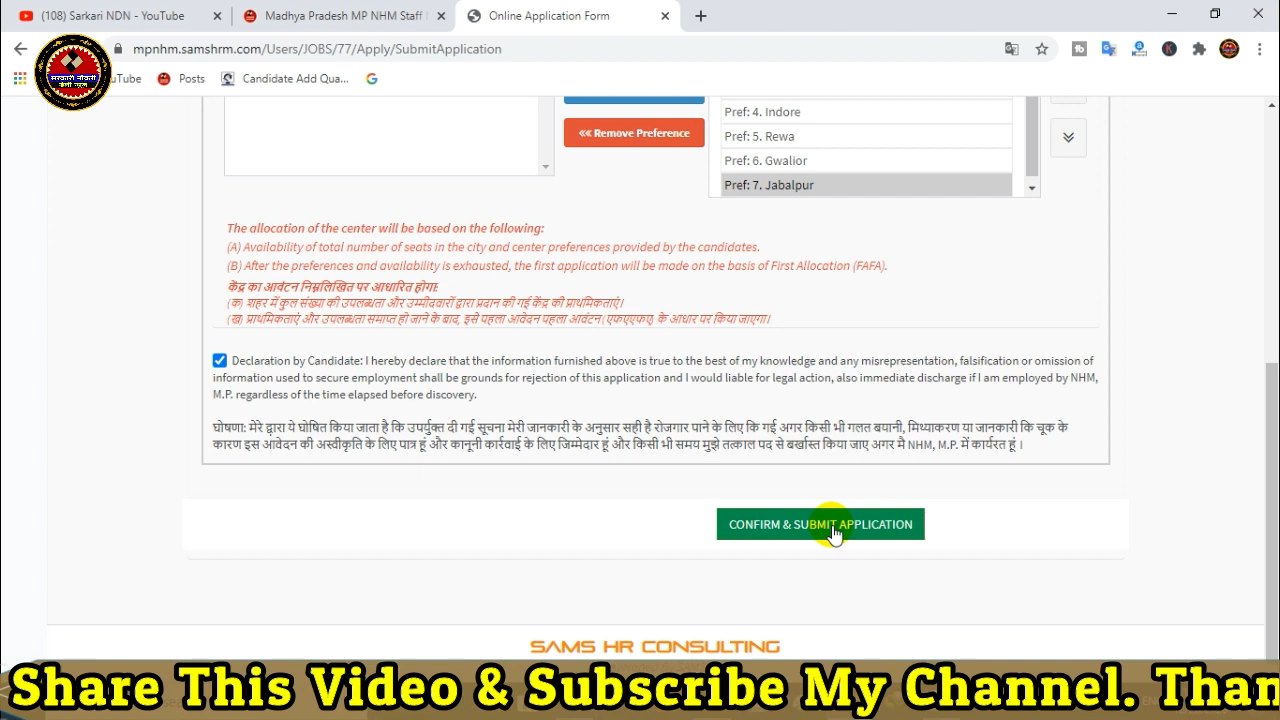 (108) Sarkari NDN - YouTube
Madhya Pradesh MP NHM Staff
Online Application Form
mpnhm.samshrm.com/Users/JOBS/77/Apply/SubmitApplication
सरकारी नौकरी
Posts
Candidate Add Qua...
Pref: 4. Indore
Pref: 5. Rewa
Pref: 6. Gwalior
Pref: 7. Jabalpur
Remove Preference
The allocation of the center will be based on the following:
(A) Availability of total number of seats in the city and center preferences provided by the candidates.
(B) After the preferences and availability is exhausted, the first application will be made on the basis of First Allocation (FAFA).
केंद्र का आवंटन निम्नलिखित पर आधारित होगा:
(क) शहर में कुल संख्या की उपलब्धता और उम्मीदवारों द्वारा प्रदान की गई केंद्र की प्राथमिकताएं।
(ख) प्राथमिकताएं और उपलब्धता समाप्त हो जाने के बाद, इसे पहला आवेदन पहला आवंटन (एफएएफए) के आधार पर किया जाएगा।
Declaration by Candidate: I hereby declare that the information furnished above is true to the best of my knowledge and any misrepresentation, falsification or omission of
information used to secure employment shall be grounds for rejection of this application and I would liable for legal action, also immediate discharge if I am employed by NHM,
M.P. regardless of the time elapsed before discovery.
घोषणा: मेरे द्वारा ये घोषित किया जाता है कि उपर्युक्त दी गई सूचना मेरी जानकारी के अनुसार सही है रोजगार पाने के लिए कि गई अगर किसी भी गलत बयानी, मिथ्याकरण या जानकारी कि चूक के
कारण इस आवेदन की अस्वीकृति के लिए पात्र हूं और कानूनी कार्रवाई के लिए जिम्मेदार हूं और किसी भी समय मुझे तत्काल पद से बर्खास्त किया जाए अगर मै NHM, M.P. में कार्यरत हूं ।
CONFIRM & SUBMIT APPLICATION
SAMS HR CONSULTING
Share This Video & Subscribe My Channel. Than